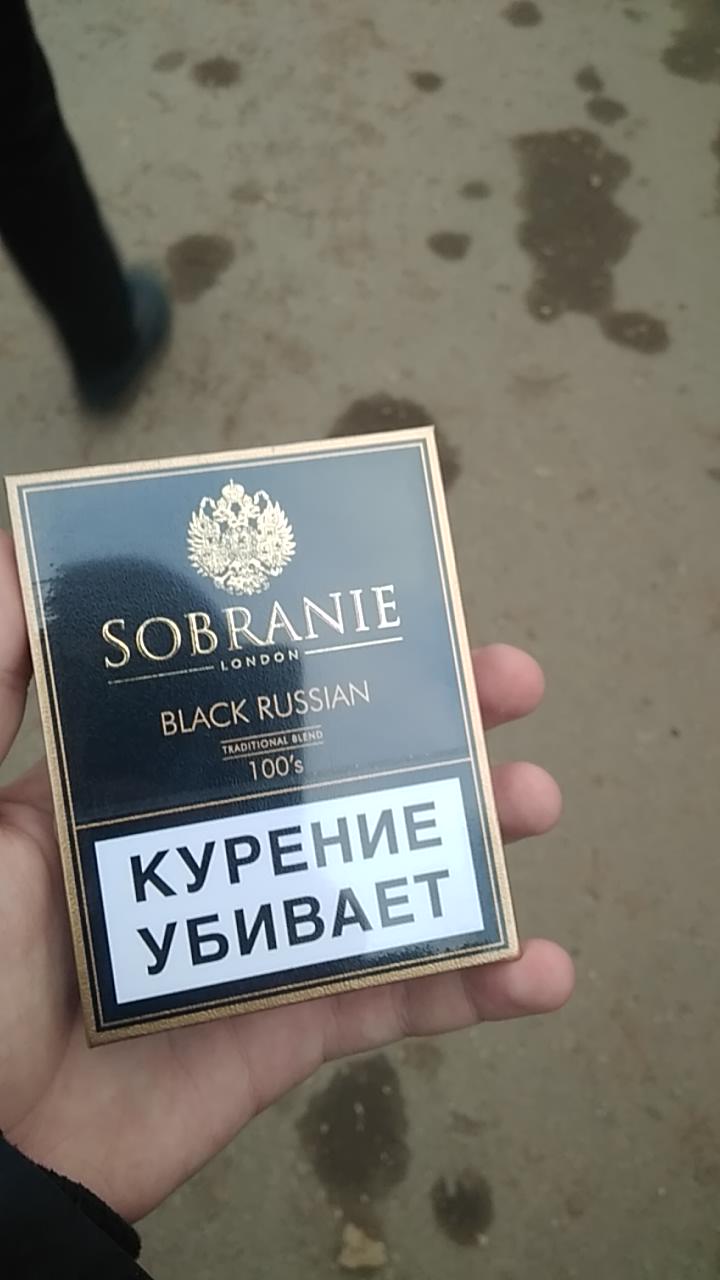 SOBRANIE
LONDON
BLACK RUSSIAN
TRADITIONAL BLEND
100's
КУРЕНИЕ
УБИВАЕТ